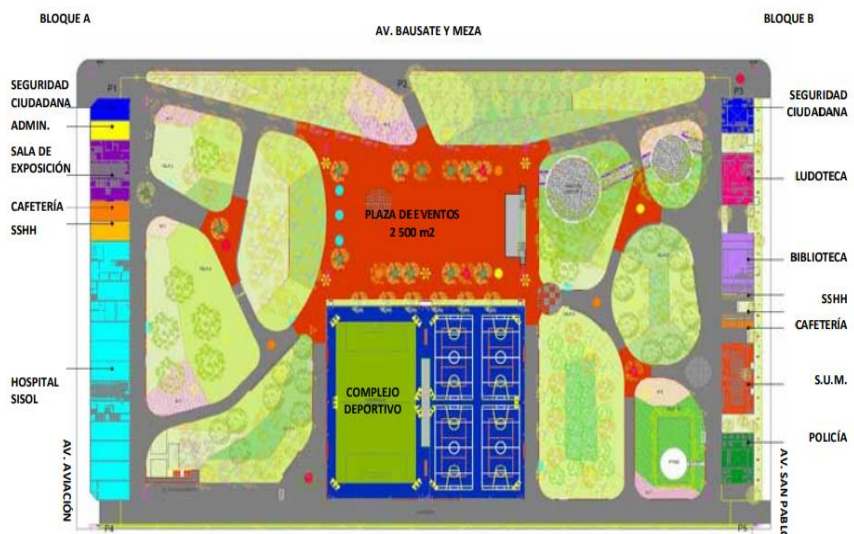 BLOQUE A
BLOQUE B
AV. BAUSATE Y MEZA
P1
P2
P3
SEGURIDAD
CIUDADANA
ADMIN.
SALA DE
EXPOSICIÓN
CAFETERÍA
SSHH
HOSPITAL
SISOL
AV. AVIACIÓN
PLAZA DE EVENTOS
2 500 m2
COMPLEJO
DEPORTIVO
SEGURIDAD
CIUDADANA
LUDOTECA
BIBLIOTECA
SSHH
CAFETERÍA
S.U.M.
POLICÍA
AV. SAN PABLO
P4
P5